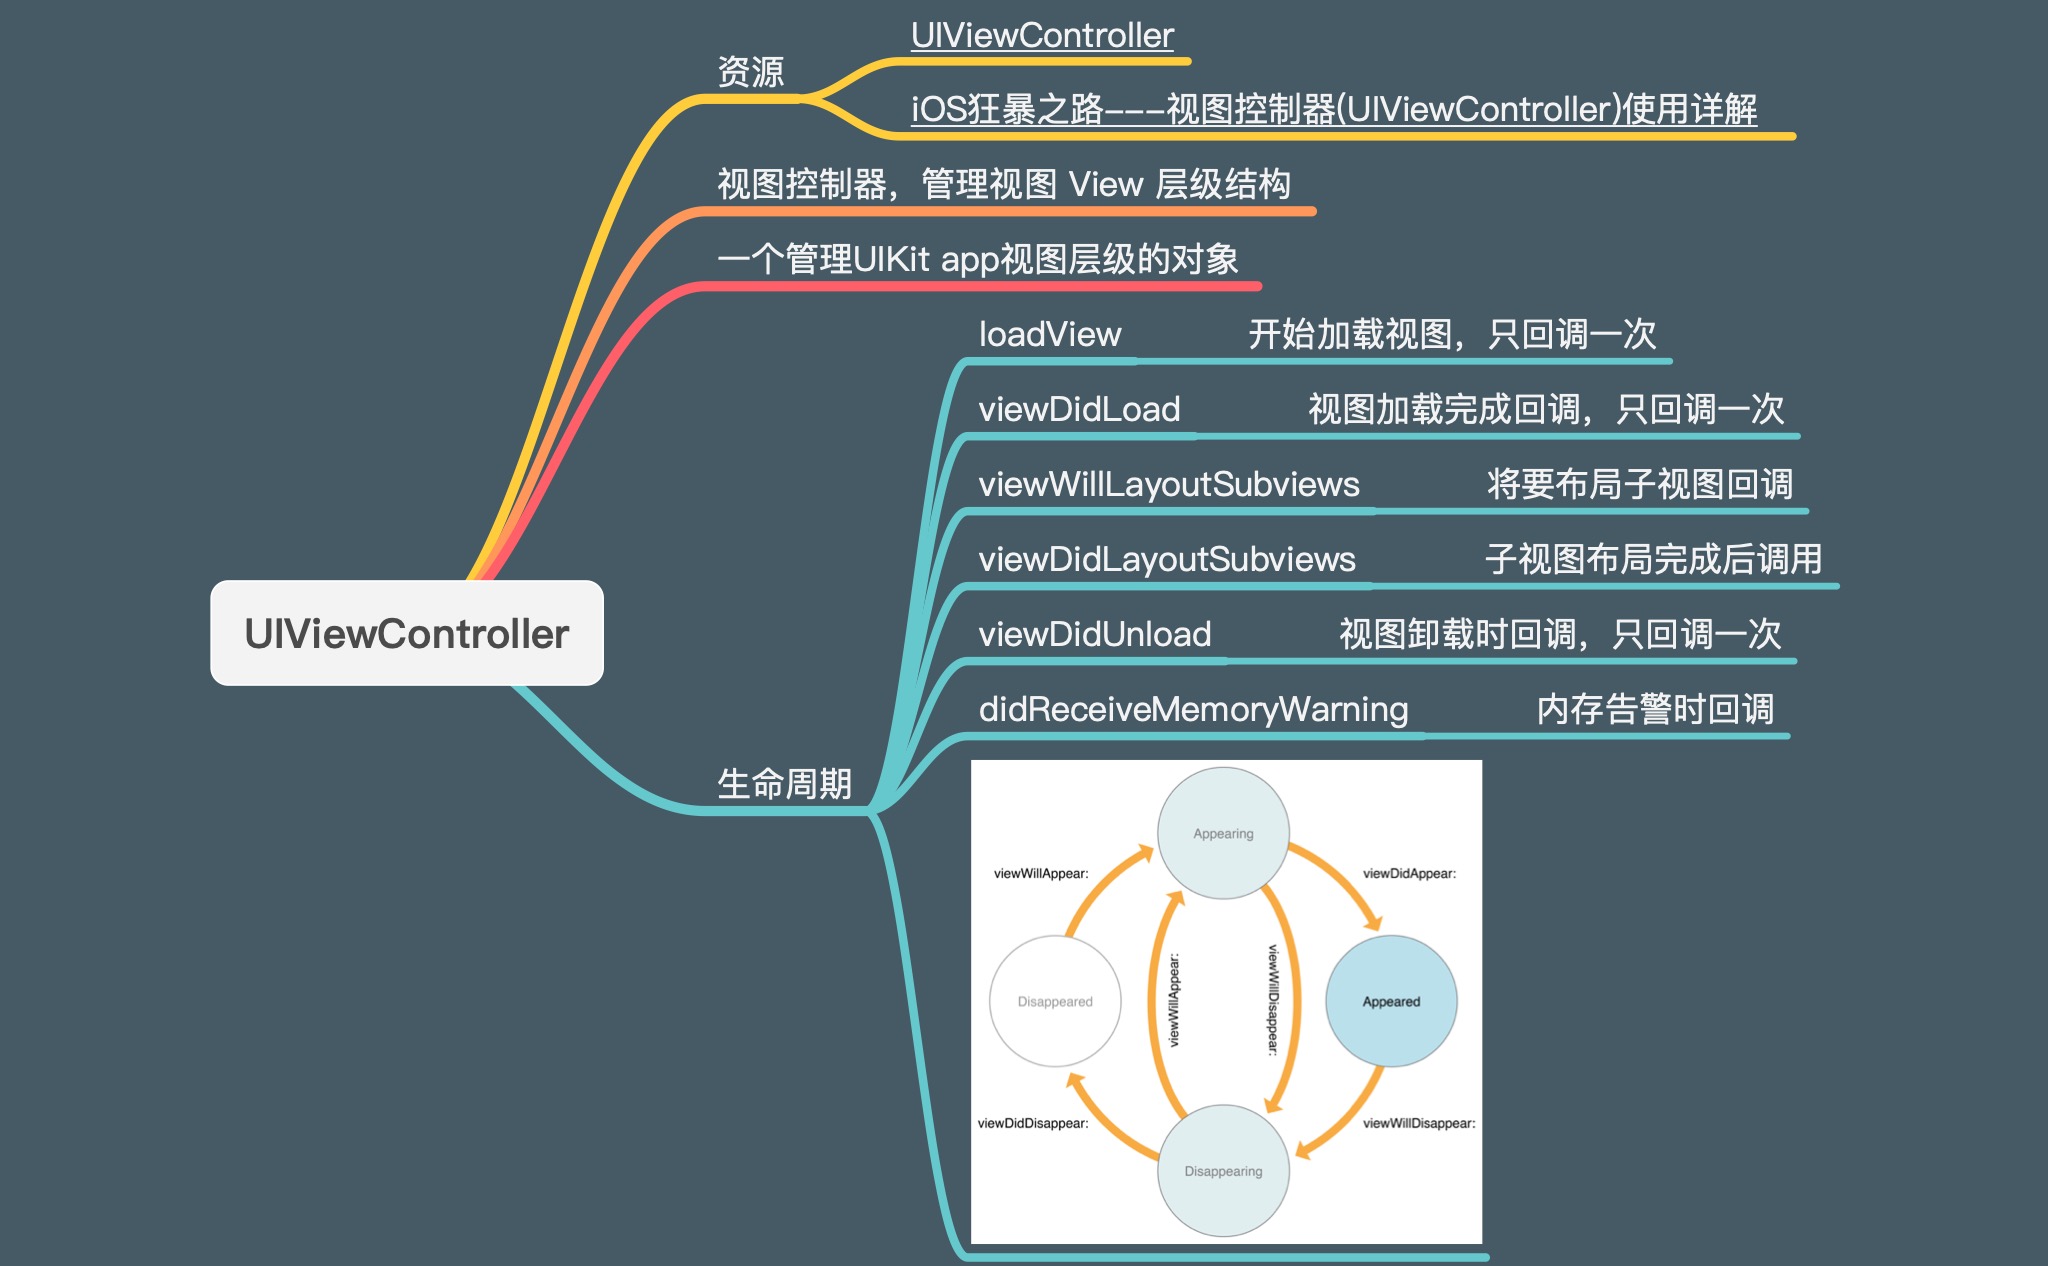 UIViewController
资源
UIViewController
iOS狂暴之路---视图控制器(UIViewController)使用详解
视图控制器，管理视图 View 层级结构
一个管理UIKit app视图层级的对象
生命周期
loadView
开始加载视图，只回调一次
viewDidLoad
视图加载完成回调，只回调一次
viewWillLayoutSubviews
将要布局子视图回调
viewDidLayoutSubviews
子视图布局完成后调用
viewDidUnload
视图卸载时回调，只回调一次
didReceiveMemoryWarning
内存告警时回调
Appearing
viewWillAppear:
viewDidAppear:
viewWillAppear:
viewWillDisappear:
Disappeared
Appeared
viewDidDisappear:
viewWillDisappear:
Disappearing